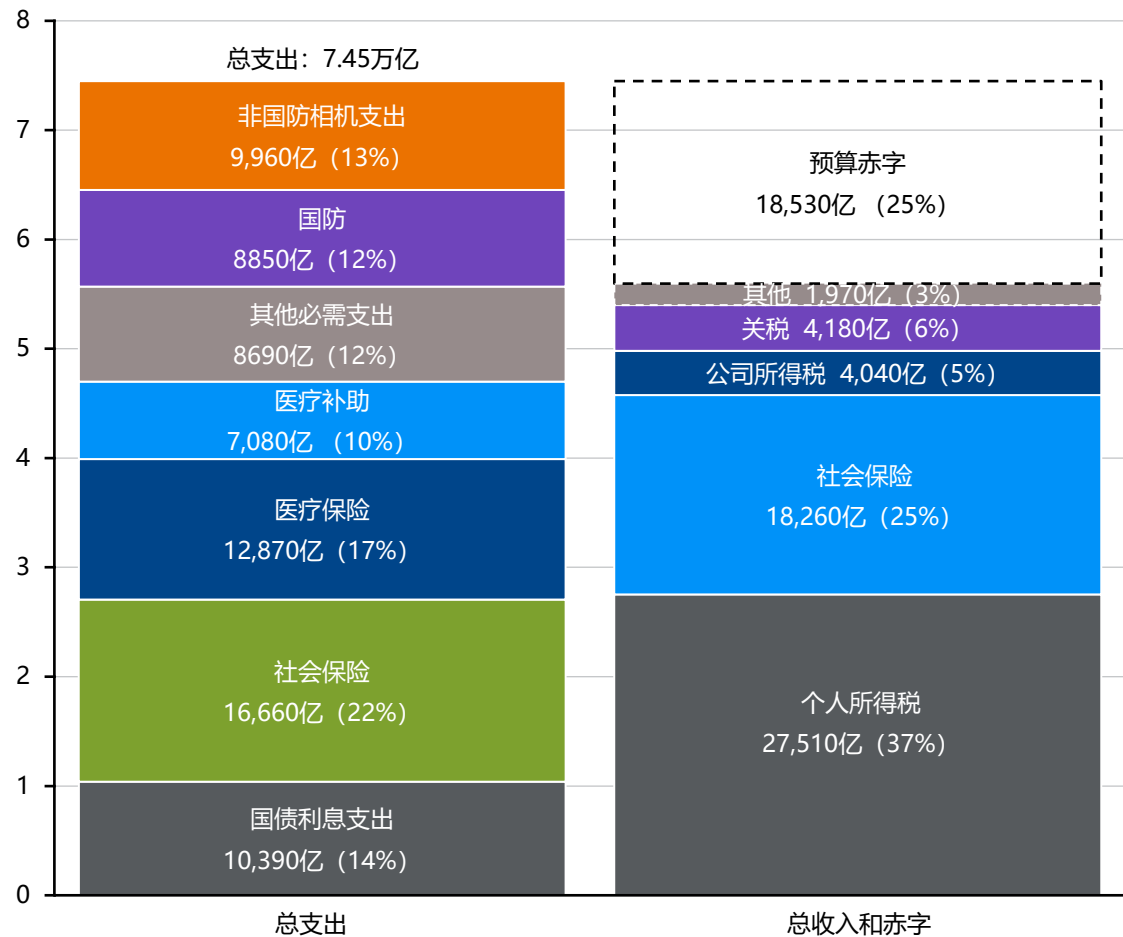 8
7
6
5
4
3
2
1
0
总支出：7.45万亿
非国防相机支出
9,960亿（13%）
国防
8850亿（12%）
其他必需支出
8690亿（12%）
医疗补助
7,080亿 （10%）
医疗保险
12,870亿（17%）
社会保险
16,660亿（22%）
国债利息支出
10,390亿（14%）
总支出
预算赤字
18,530亿 （25%）
其他 1,970亿（3%）
关税 4,180亿（6%）
公司所得税 4,040亿（5%）
社会保险
18,260亿（25%）
个人所得税
27,510亿（37%）
总收入和赤字